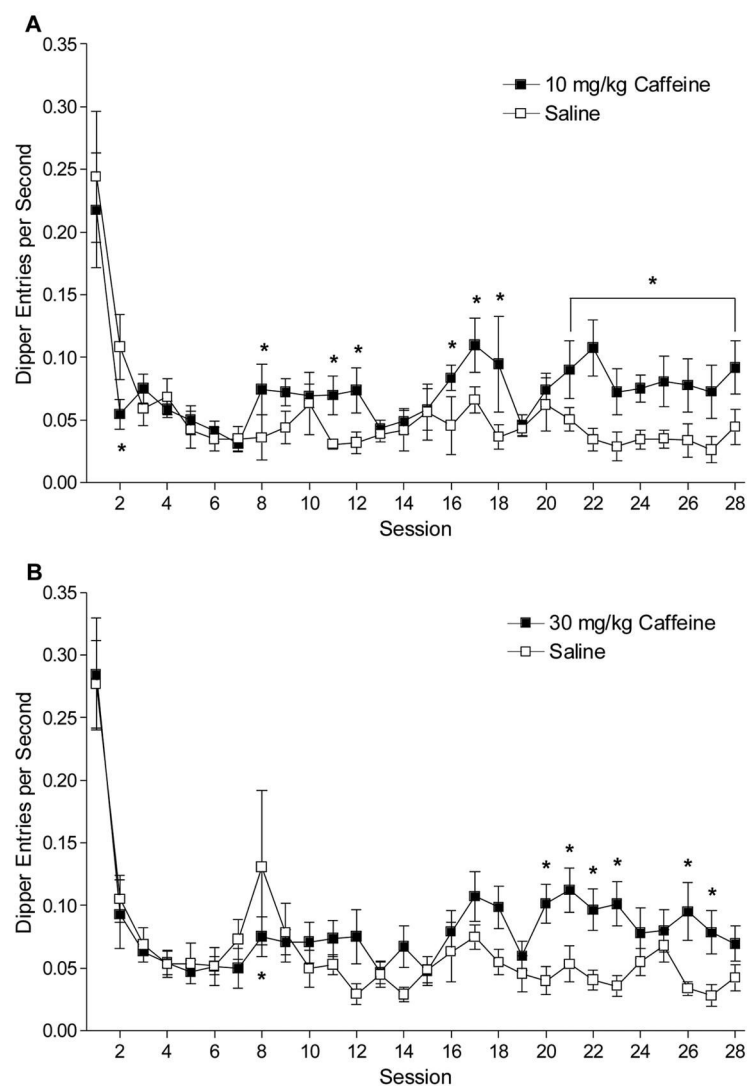 A
0.35
0.30
0.25
0.20
0.15
0.10
0.05
0.00
Dipper Entries per Second
10 mg/kg Caffeine
Saline
*
*
*
*
*
*
*
*
2 4 6 8 10 12 14 16 18 20 22 24 26 28
Session
B
0.35
0.30
0.25
0.20
0.15
0.10
0.05
0.00
Dipper Entries per Second
30 mg/kg Caffeine
Saline
*
*
*
*
*
*
*
2 4 6 8 10 12 14 16 18 20 22 24 26 28
Session